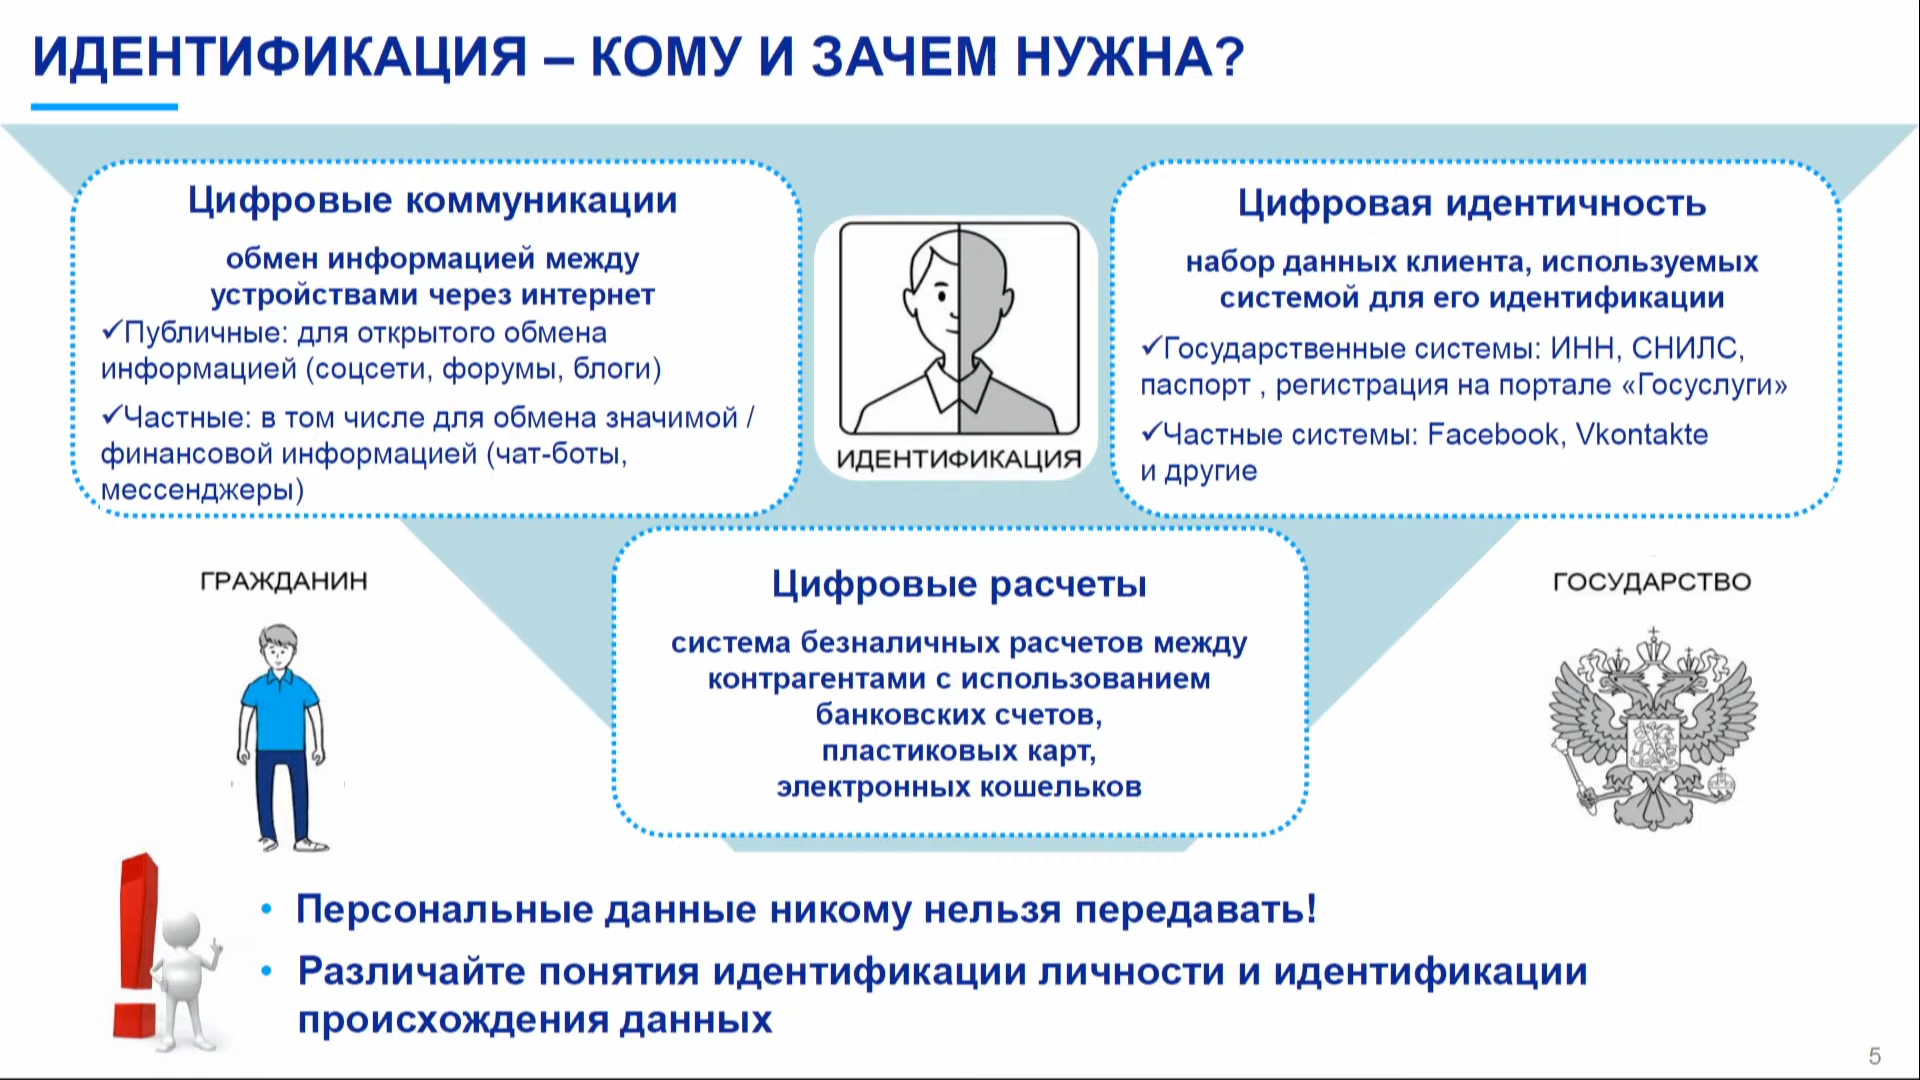 ИДЕНТИФИКАЦИЯ – КОМУ И ЗАЧЕМ НУЖНА?
Цифровые коммуникации
обмен информацией между
устройствами через интернет
✓Публичные: для открытого обмена
информацией (соцсети, форумы, блоги)
✓Частные: в том числе для обмена значимой /
финансовой информацией (чат-боты,
мессенджеры)
ИДЕНТИФИКАЦИЯ
Цифровая идентичность
набор данных клиента, используемых
системой для его идентификации
✓Государственные системы: ИНН, СНИЛС,
паспорт , регистрация на портале «Госуслуги»
✓Частные системы: Facebook, Vkontakte
и другие
ГРАЖДАНИН
Цифровые расчеты
система безналичных расчетов между
контрагентами с использованием
банковских счетов,
пластиковых карт,
электронных кошельков
ГОСУДАРСТВО
• Персональные данные никому нельзя передавать!
• Различайте понятия идентификации личности и идентификации
происхождения данных
5